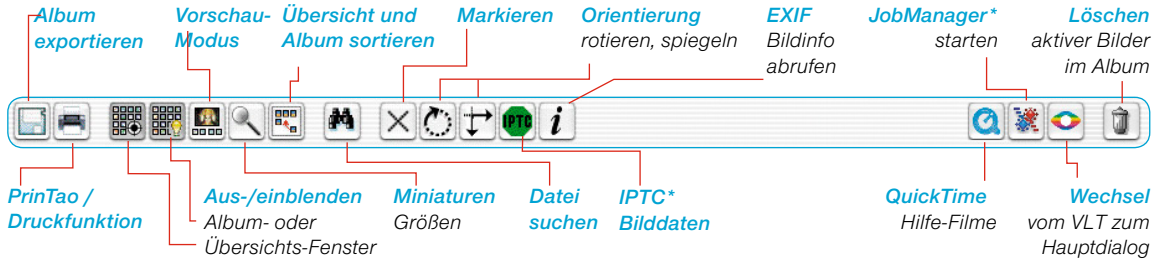 Album
exportieren
Vorschau-
Modus
Übersicht und
Album sortieren
Markieren
Orientierung
rotieren, spiegeln
EXIF
Bildinfo
abrufen
JobManager*
starten
Löschen
aktiver Bilder
im Album
IPTC
i
PrinTao /
Druckfunktion
Aus-/einblenden
Album- oder
Übersichts-Fenster
Miniaturen
Größen
Datei
suchen
IPTC*
Bilddaten
QuickTime
Hilfe-Filme
Wechsel
vom VLT zum
Hauptdialog